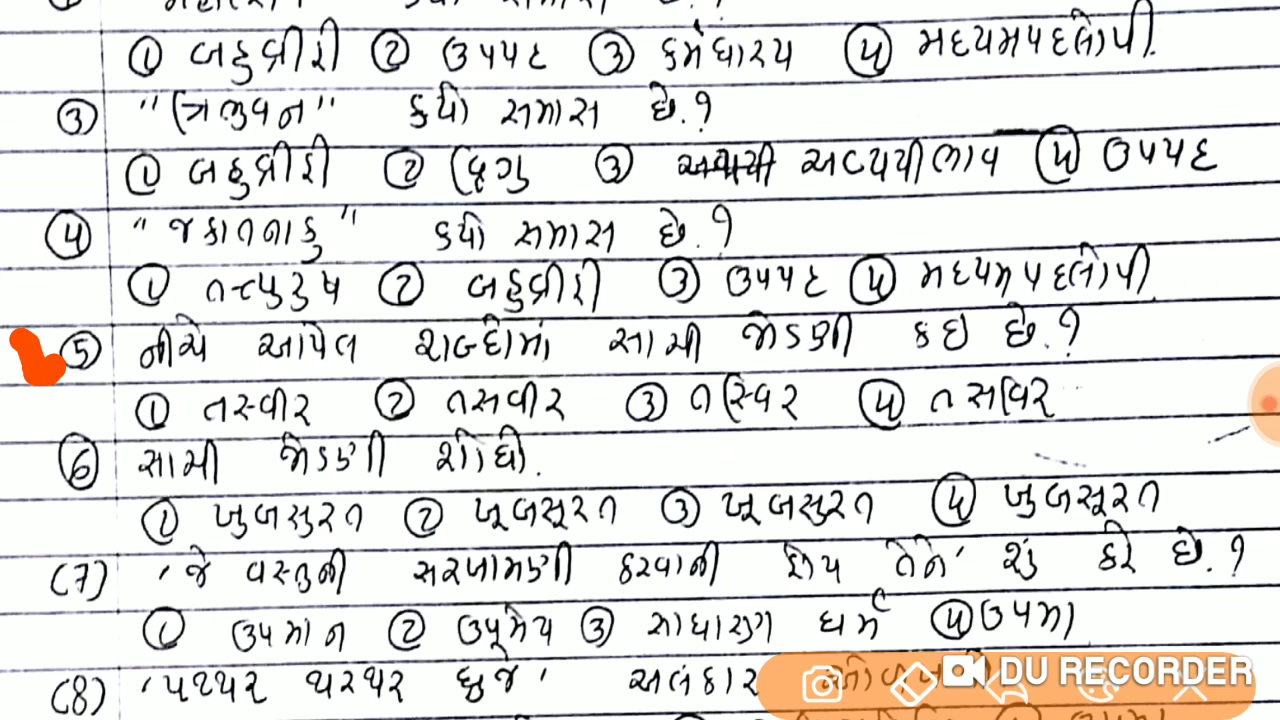 કયો સમાસ છે.?
① બહુવ્રીહી ② ઉપપદ ③ કર્મધારય ④ મધ્યમપદલોપી.
③ "ત્રિભુવન" કયો સમાસ છે.?
① બહુવ્રીહી ② દ્વિગુ ③ અવ્યયીભાવ ④ ઉપપદ
④ "જકાતનાકુ" કયો સમાસ છે.?
① તત્પુરુષ ② બહુવ્રીહી ③ ઉપપદ ④ મધ્યમપદલોપી
⑤ નીચે આપેલ શબ્દોમાં સાચી જોડણી કઇ છે.?
① તસ્વીર ② તસવીર ③ તસ્વિર ④ તસવિર
⑥ સાચી જોડણી શોધો.
① ખુબસુરત ② ખૂબસૂરત ③ ખૂબસુરત ④ ખુબસૂરત
(7) 'જે વસ્તુની સરખામણી કરવાની હોય તેને' શું કહે છે.?
① ઉપમાન ② ઉપમેય ③ સાધારણ ધર્મ ④ ઉપમા
(8) 'પથ્થર થરથર ધ્રુજે' અલંકાર
DU RECORDER